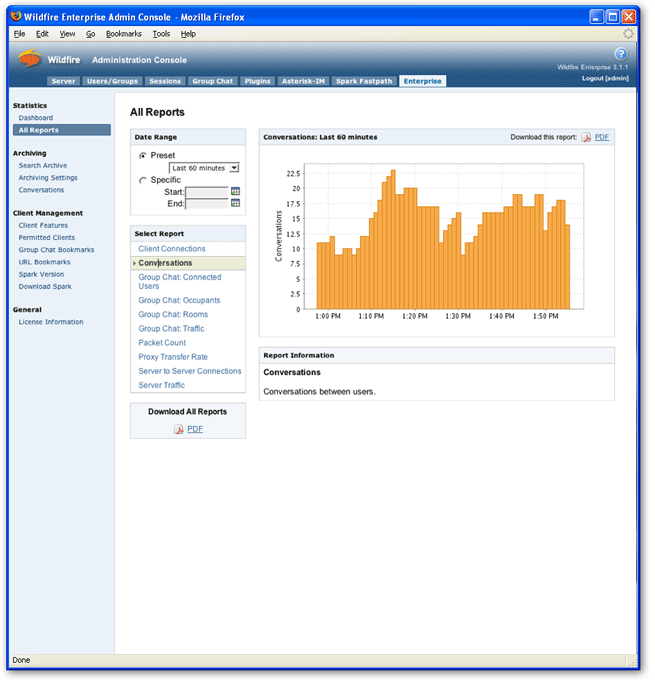 Wildfire Enterprise Admin Console - Mozilla Firefox
File Edit View Go Bookmarks Tools Help
Wildfire Administration Console
?
Wildfire Enterprise 3.1.1
Logout [admin]
Server Users/Groups Sessions Group Chat Plugins Asterisk-IM Spark Fastpath Enterprise
Statistics
Dashboard
All Reports
Archiving
Search Archive
Archiving Settings
Conversations
Client Management
Client Features
Permitted Clients
Group Chat Bookmarks
URL Bookmarks
Spark Version
Download Spark
General
License Information
All Reports
Date Range
Preset
Last 60 minutes
Specific
Start:
End:
Select Report
Client Connections
Conversations
Group Chat: Connected
Users
Group Chat: Occupants
Group Chat: Rooms
Group Chat: Traffic
Packet Count
Proxy Transfer Rate
Server to Server Connections
Server Traffic
Download All Reports
PDF
Conversations: Last 60 minutes Download this report: PDF
Conversations
22.5
20
17.5
15
12.5
10
7.5
5
2.5
0
1:00 PM 1:10 PM 1:20 PM 1:30 PM 1:40 PM 1:50 PM
Report Information
Conversations
Conversations between users.
Done